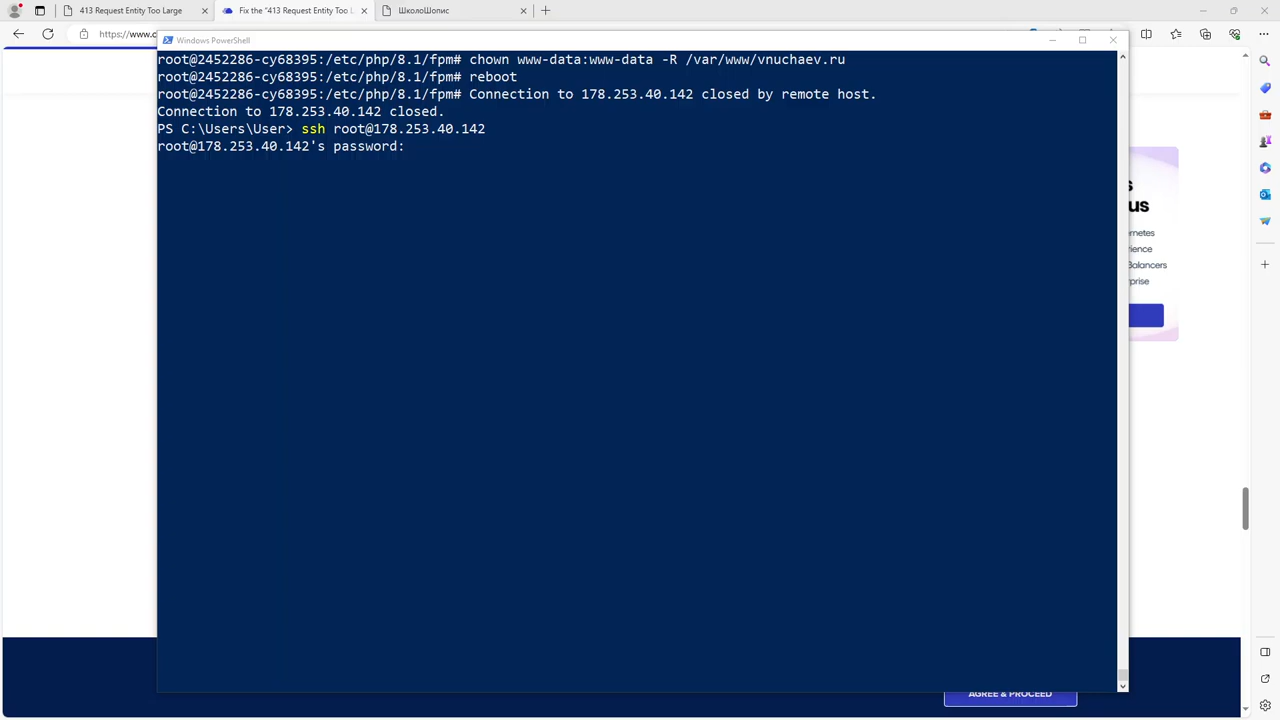 413 Request Entity Too Large
Fix the "413 Request Entity Too L
ШколоШопис
https://www.c
Windows PowerShell
root@2452286-cy68395:/etc/php/8.1/fpm# chown www-data:www-data -R /var/www/vnuchaev.ru
root@2452286-cy68395:/etc/php/8.1/fpm# reboot
root@2452286-cy68395:/etc/php/8.1/fpm# Connection to 178.253.40.142 closed by remote host.
Connection to 178.253.40.142 closed.
PS C:\Users\User> ssh root@178.253.40.142
root@178.253.40.142's password:
s
us
ernetes
rience
Balancers
rprise
AGREE & PROCEED